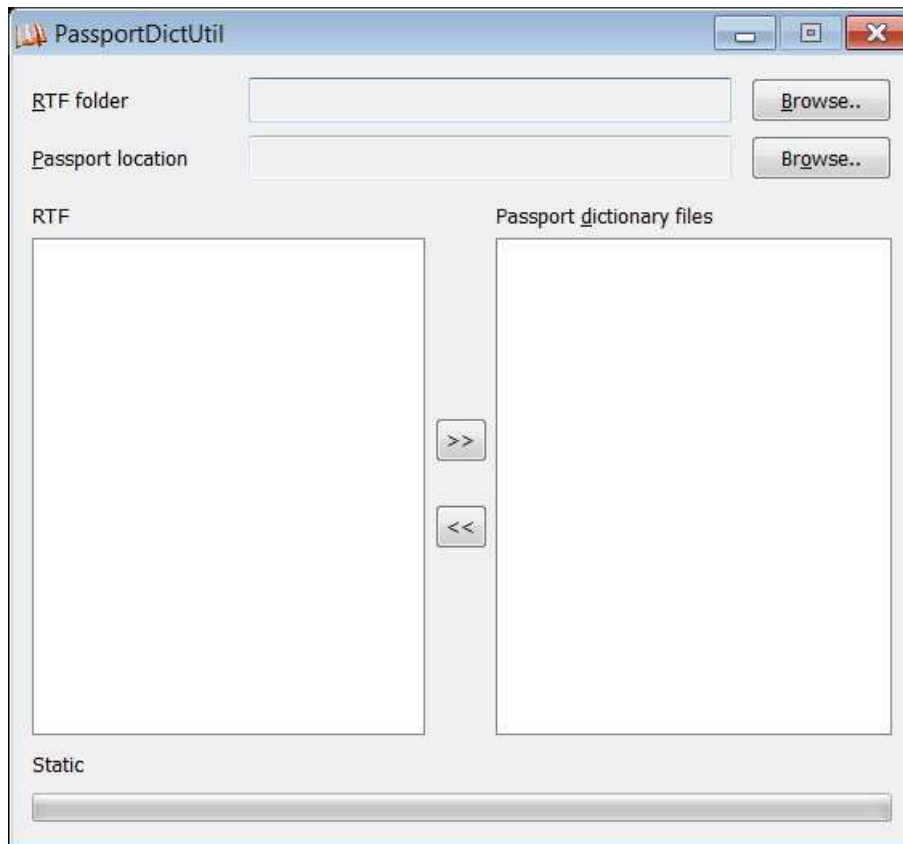 PassportDictUtil
RTF folder
Browse..
Passport location
Browse..
RTF
Passport dictionary files
>>
<<
Static